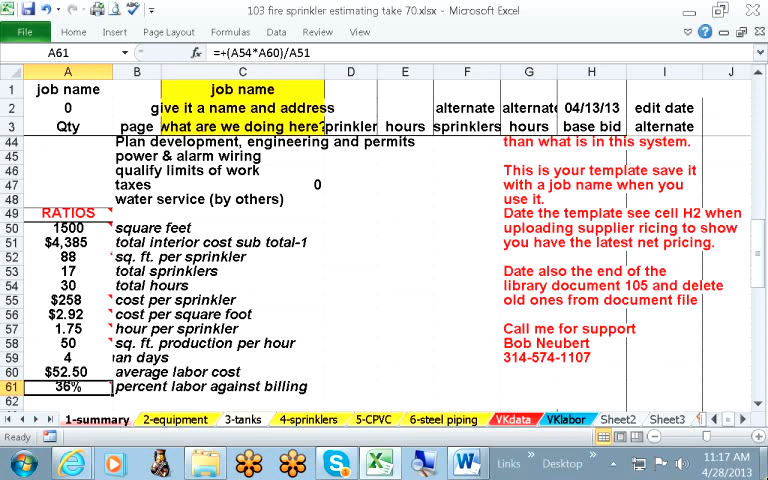 103 fire sprinkler estimating take 70.xlsx - Microsoft Excel
File Home Insert Page Layout Formulas Data Review View
A61 fx =+(A54*A60)/A51
A B C D E F G H I J
1 job name job name
2 0 give it a name and address alternate alternate 04/13/13 edit date
3 Qty page what are we doing here? prinkler hours sprinklers hours base bid alternate
44 Plan development, engineering and permits than what is in this system.
45 power & alarm wiring
46 qualify limits of work This is your template save it
47 taxes 0 with a job name when you
48 water service (by others) use it.
49 RATIOS Date the template see cell H2 when
50 1500 square feet uploading supplier ricing to show
51 $4,385 total interior cost sub total-1 you have the latest net pricing.
52 88 sq. ft. per sprinkler
53 17 total sprinklers Date also the end of the
54 30 total hours library document 105 and delete
55 $258 cost per sprinkler old ones from document file
56 $2.92 cost per square foot
57 1.75 hour per sprinkler Call me for support
58 50 sq. ft. production per hour Bob Neubert
59 4 an days 314-574-1107
60 $52.50 average labor cost
61 36% percent labor against billing
62
1-summary 2-equipment 3-tanks 4-sprinklers 5-CPVC 6-steel piping VKdata VKlabor Sheet2 Sheet3
Ready
Links Desktop 11:17 AM
4/28/2013